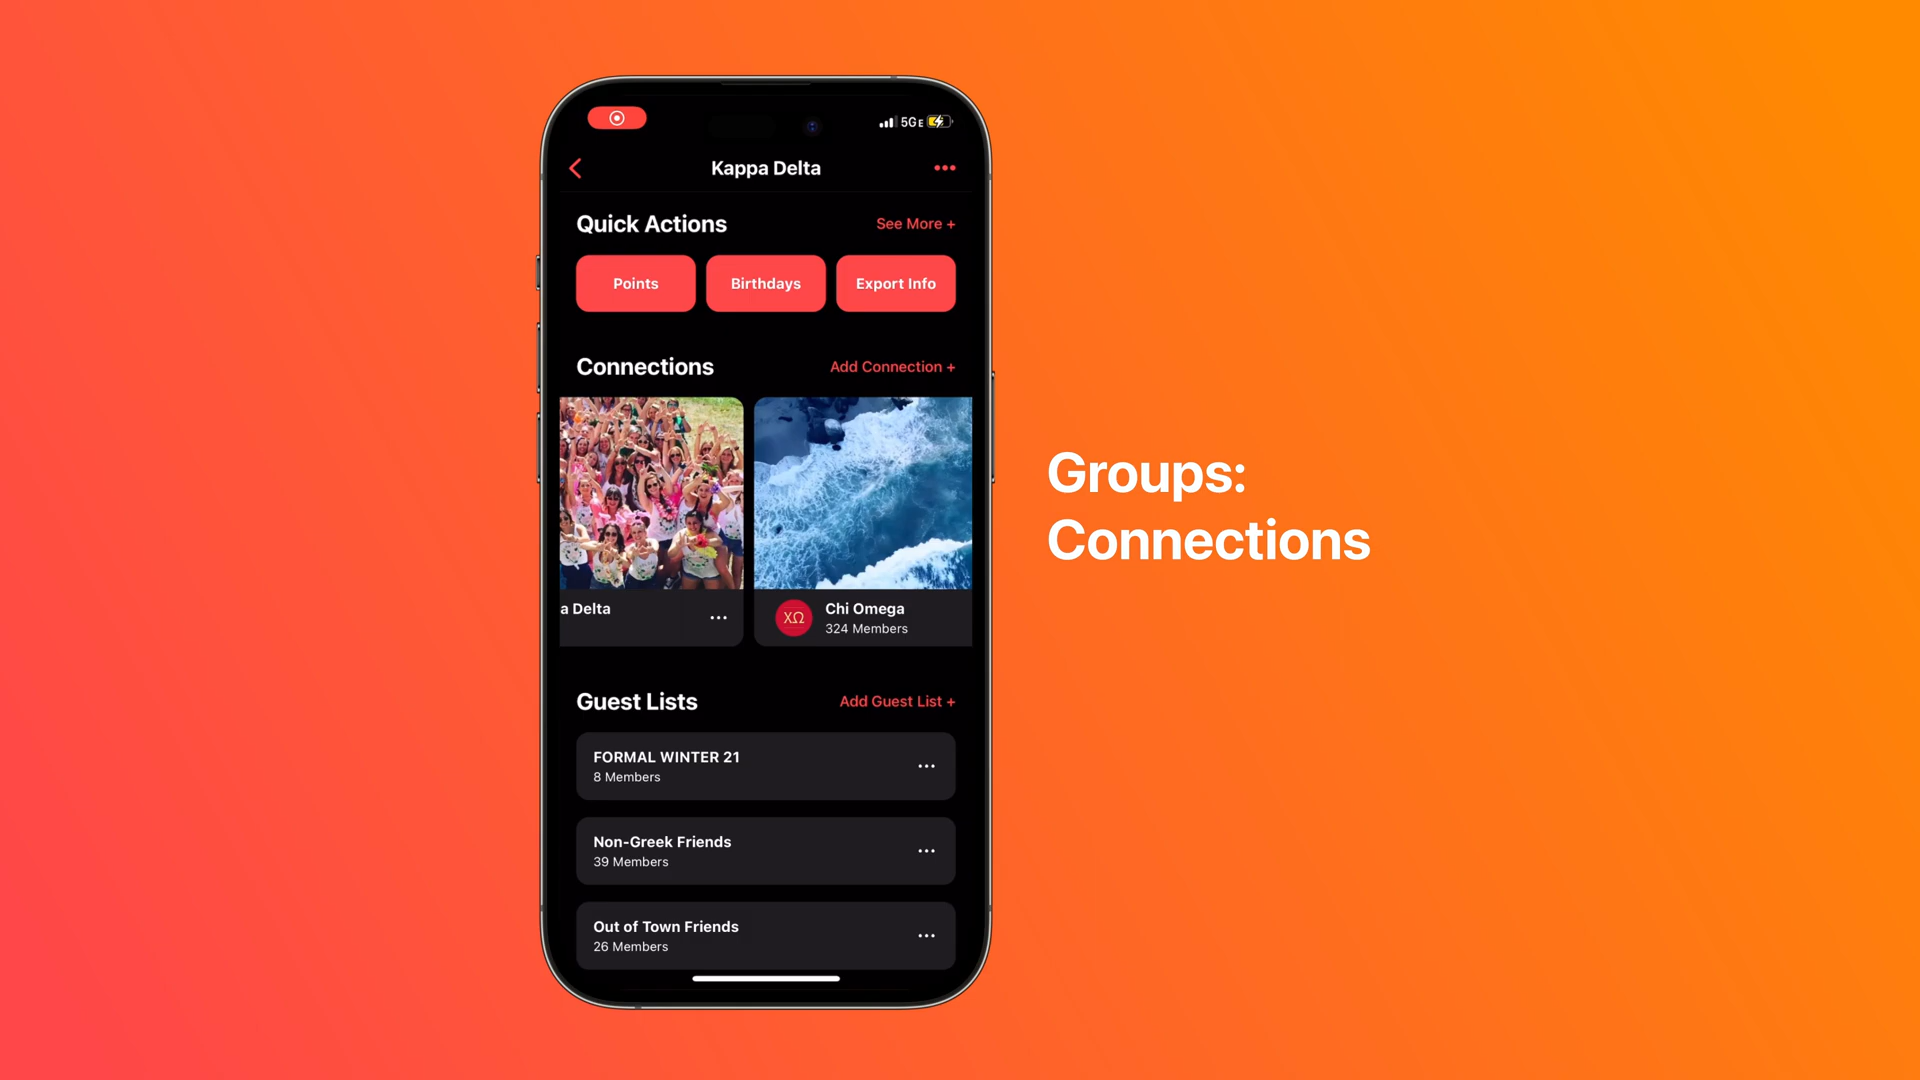 5GE
Kappa Delta
Quick Actions
See More +
Points
Birthdays
Export Info
Connections
Add Connection +
a Delta
ΧΩ
Chi Omega
324 Members
Guest Lists
Add Guest List +
FORMAL WINTER 21
8 Members
Non-Greek Friends
39 Members
Out of Town Friends
26 Members
Groups:
Connections